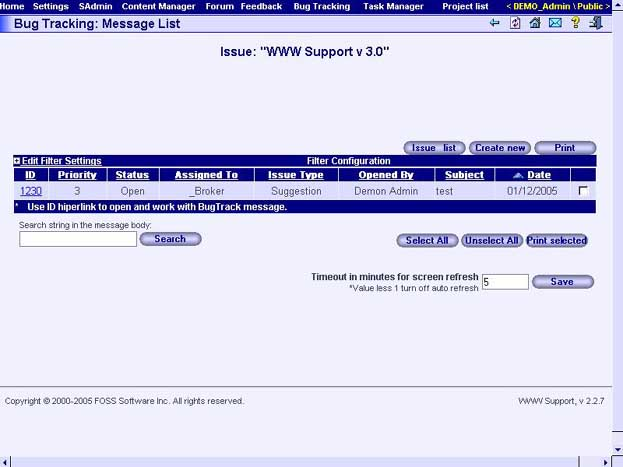 Home Settings SAdmin Content Manager Forum Feedback Bug Tracking Task Manager Project list < DEMO_Admin \ Public >
Bug Tracking: Message List
Issue: "WWW Support v 3.0"
Issue list Create new Print
Edit Filter Settings Filter Configuration
ID Priority Status Assigned To Issue Type Opened By Subject Date
1230 3 Open _Broker Suggestion Demon Admin test 01/12/2005
* Use ID hiperlink to open and work with BugTrack message.
Search string in the message body:
Search Select All Unselect All Print selected
Timeout in minutes for screen refresh 5 Save
*Value less 1 turn off auto refresh
Copyright © 2000-2005 FOSS Software Inc. All rights reserved. WWW Support, v 2.2.7